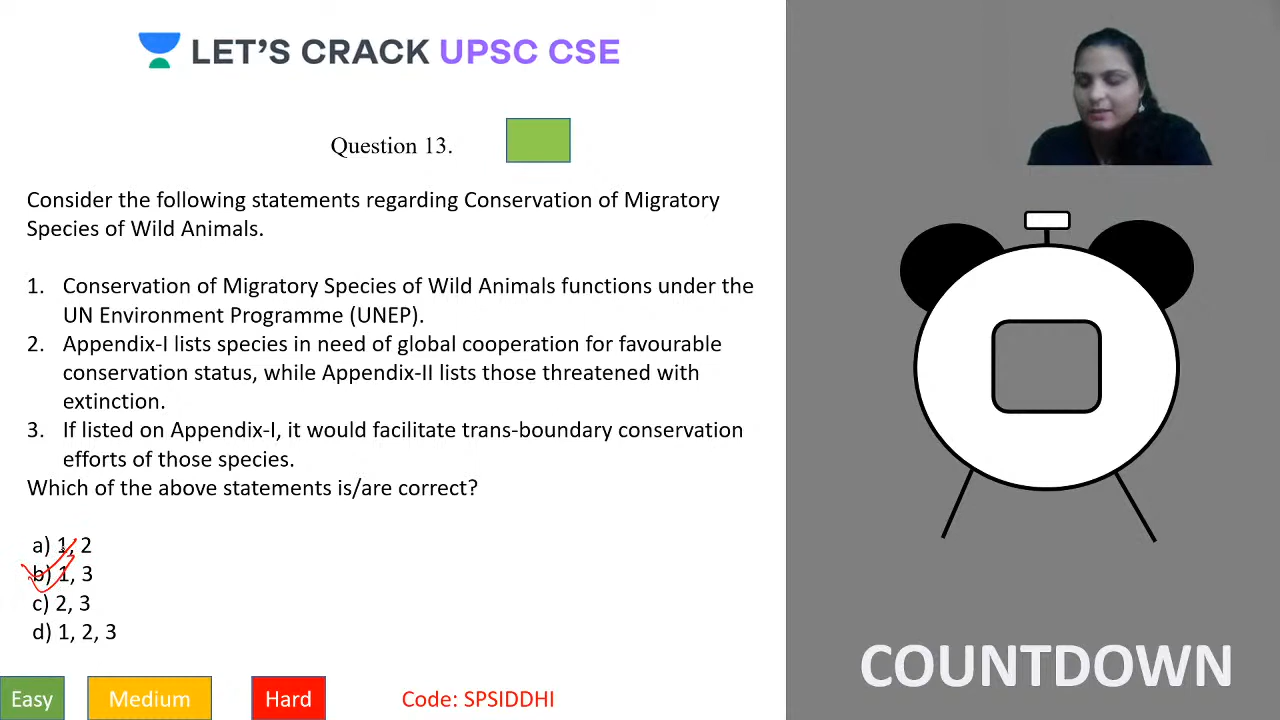 LET'S CRACK UPSC CSE
Question 13.
Consider the following statements regarding Conservation of Migratory
Species of Wild Animals.
1. Conservation of Migratory Species of Wild Animals functions under the
UN Environment Programme (UNEP).
2. Appendix-I lists species in need of global cooperation for favourable
conservation status, while Appendix-II lists those threatened with
extinction.
3. If listed on Appendix-I, it would facilitate trans-boundary conservation
efforts of those species.
Which of the above statements is/are correct?
a) 1, 2
b) 1, 3
c) 2, 3
d) 1, 2, 3
Easy Medium Hard Code: SPSIDDHI
COUNTDOWN